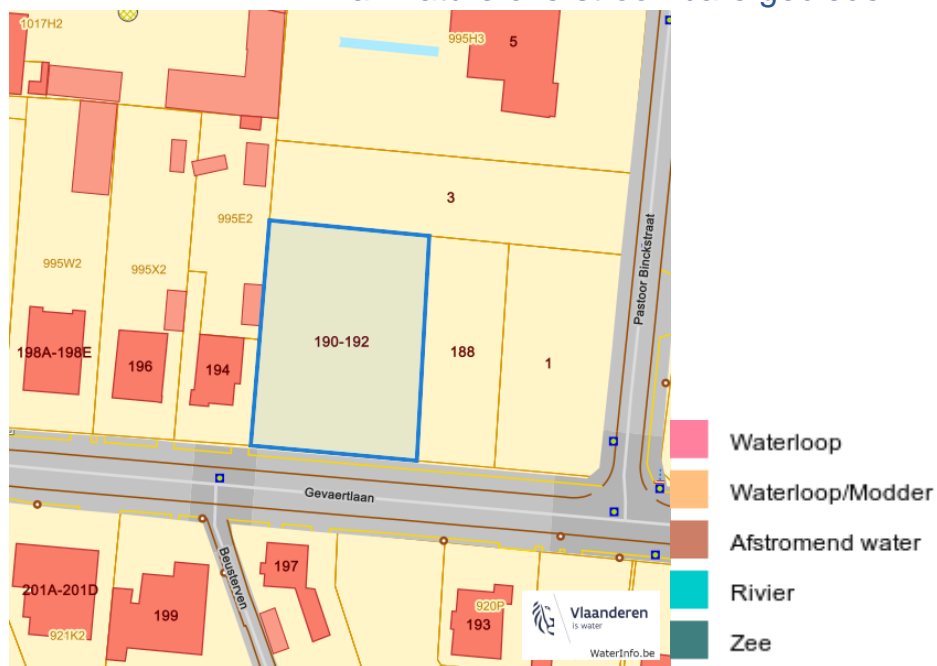 1017H2
995H3
5
3
995E2
995W2
995X2
Pastoor Binckstraat
190-192
188
1
198A-198E
196
194
Gevaertlaan
Beusterven
197
201A-201D
199
921K2
920P
193
Vlaanderen
is water
WaterInfo.be
Waterloop
Waterloop/Modder
Afstromend water
Rivier
Zee